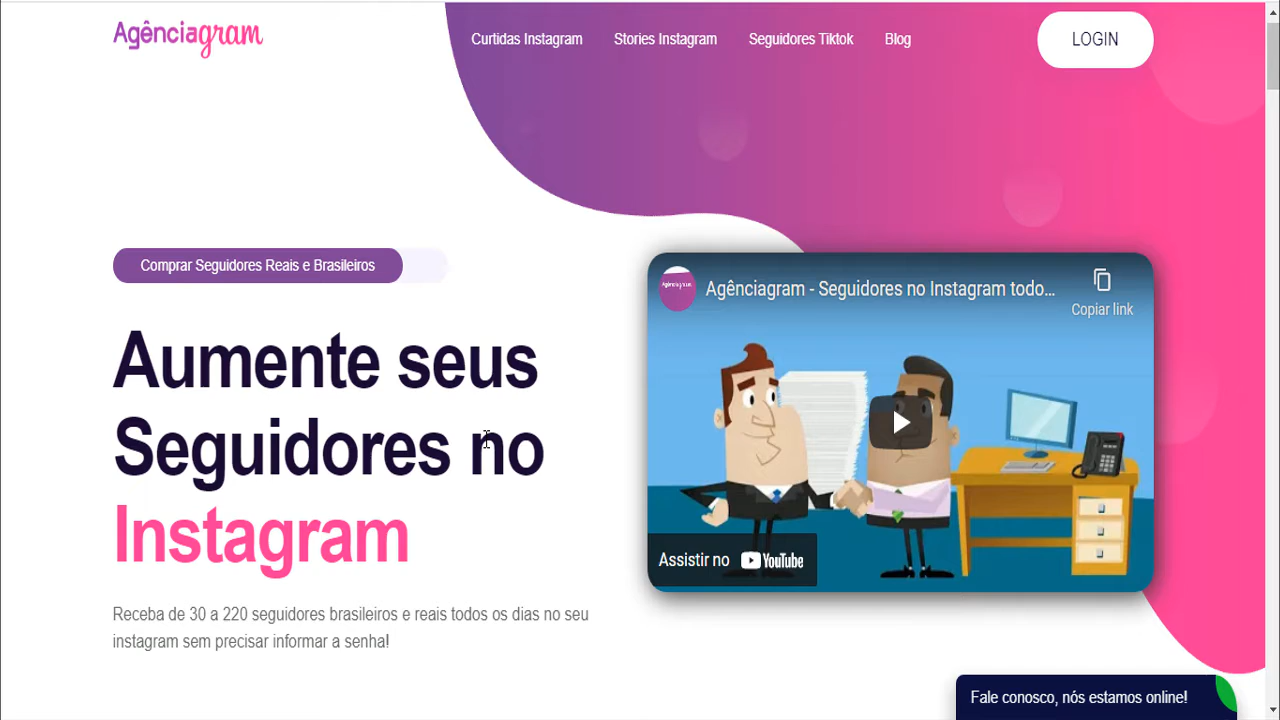 Agênciagram
Curtidas Instagram
Stories Instagram
Seguidores Tiktok
Blog
LOGIN
Comprar Seguidores Reais e Brasileiros
Aumente seus
Seguidores no
Instagram
Receba de 30 a 220 seguidores brasileiros e reais todos os dias no seu
instagram sem precisar informar a senha!
Agênciagram
Agênciagram - Seguidores no Instagram todo...
Copiar link
Assistir no YouTube
Fale conosco, nós estamos online!